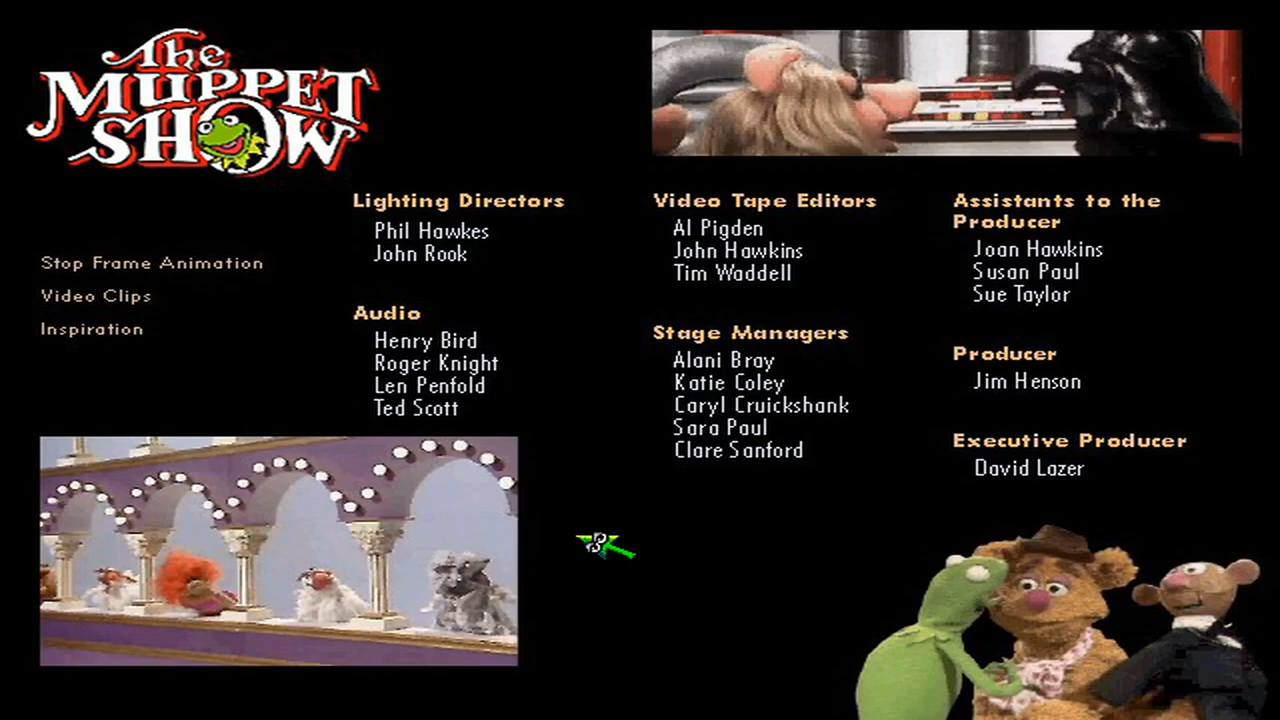 The
MUPPET
SHOW
Stop Frame Animation
Video Clips
Inspiration
Lighting Directors
Phil Hawkes
John Rook
Audio
Henry Bird
Roger Knight
Len Penfold
Ted Scott
Video Tape Editors
Al Pigden
John Hawkins
Tim Waddell
Stage Managers
Alani Bray
Katie Coley
Caryl Cruickshank
Sara Paul
Clare Sanford
Assistants to the
Producer
Joan Hawkins
Susan Paul
Sue Taylor
Producer
Jim Henson
Executive Producer
David Lazer